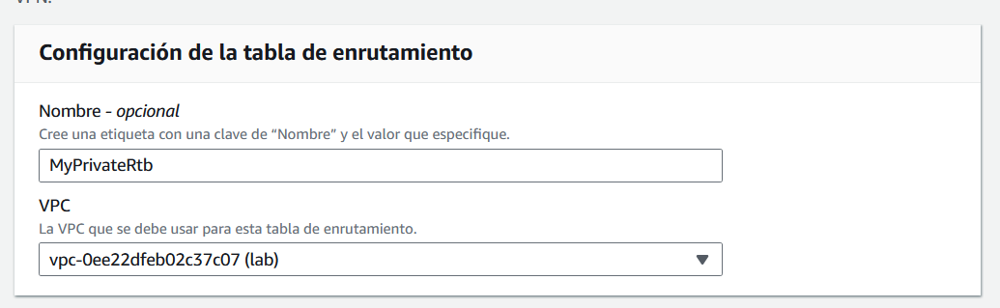 VPN.
Configuración de la tabla de enrutamiento
Nombre - opcional
Cree una etiqueta con una clave de “Nombre” y el valor que especifique.
MyPrivateRtb
VPC
La VPC que se debe usar para esta tabla de enrutamiento.
vpc-0ee22dfeb02c37c07 (lab)